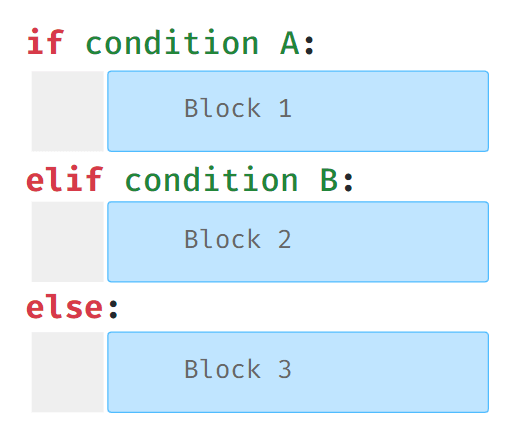 if condition A:
Block 1
elif condition B:
Block 2
else:
Block 3